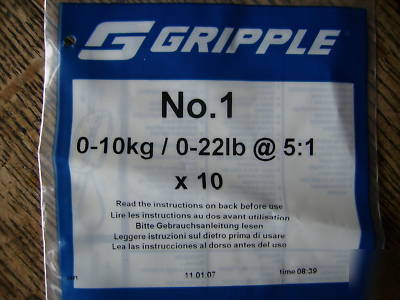 GRIPPLE
No.1
0-10kg / 0-22lb @ 5:1
x 10
Read the instructions on back before use
Lire les instructions au dos avant utilisation
Bitte Gebrauchsanleitung lesen
Leggere istruzioni sul dietro prima di usare
Lea las instrucciones al dorso antes del uso
11.01.07 time 08:39